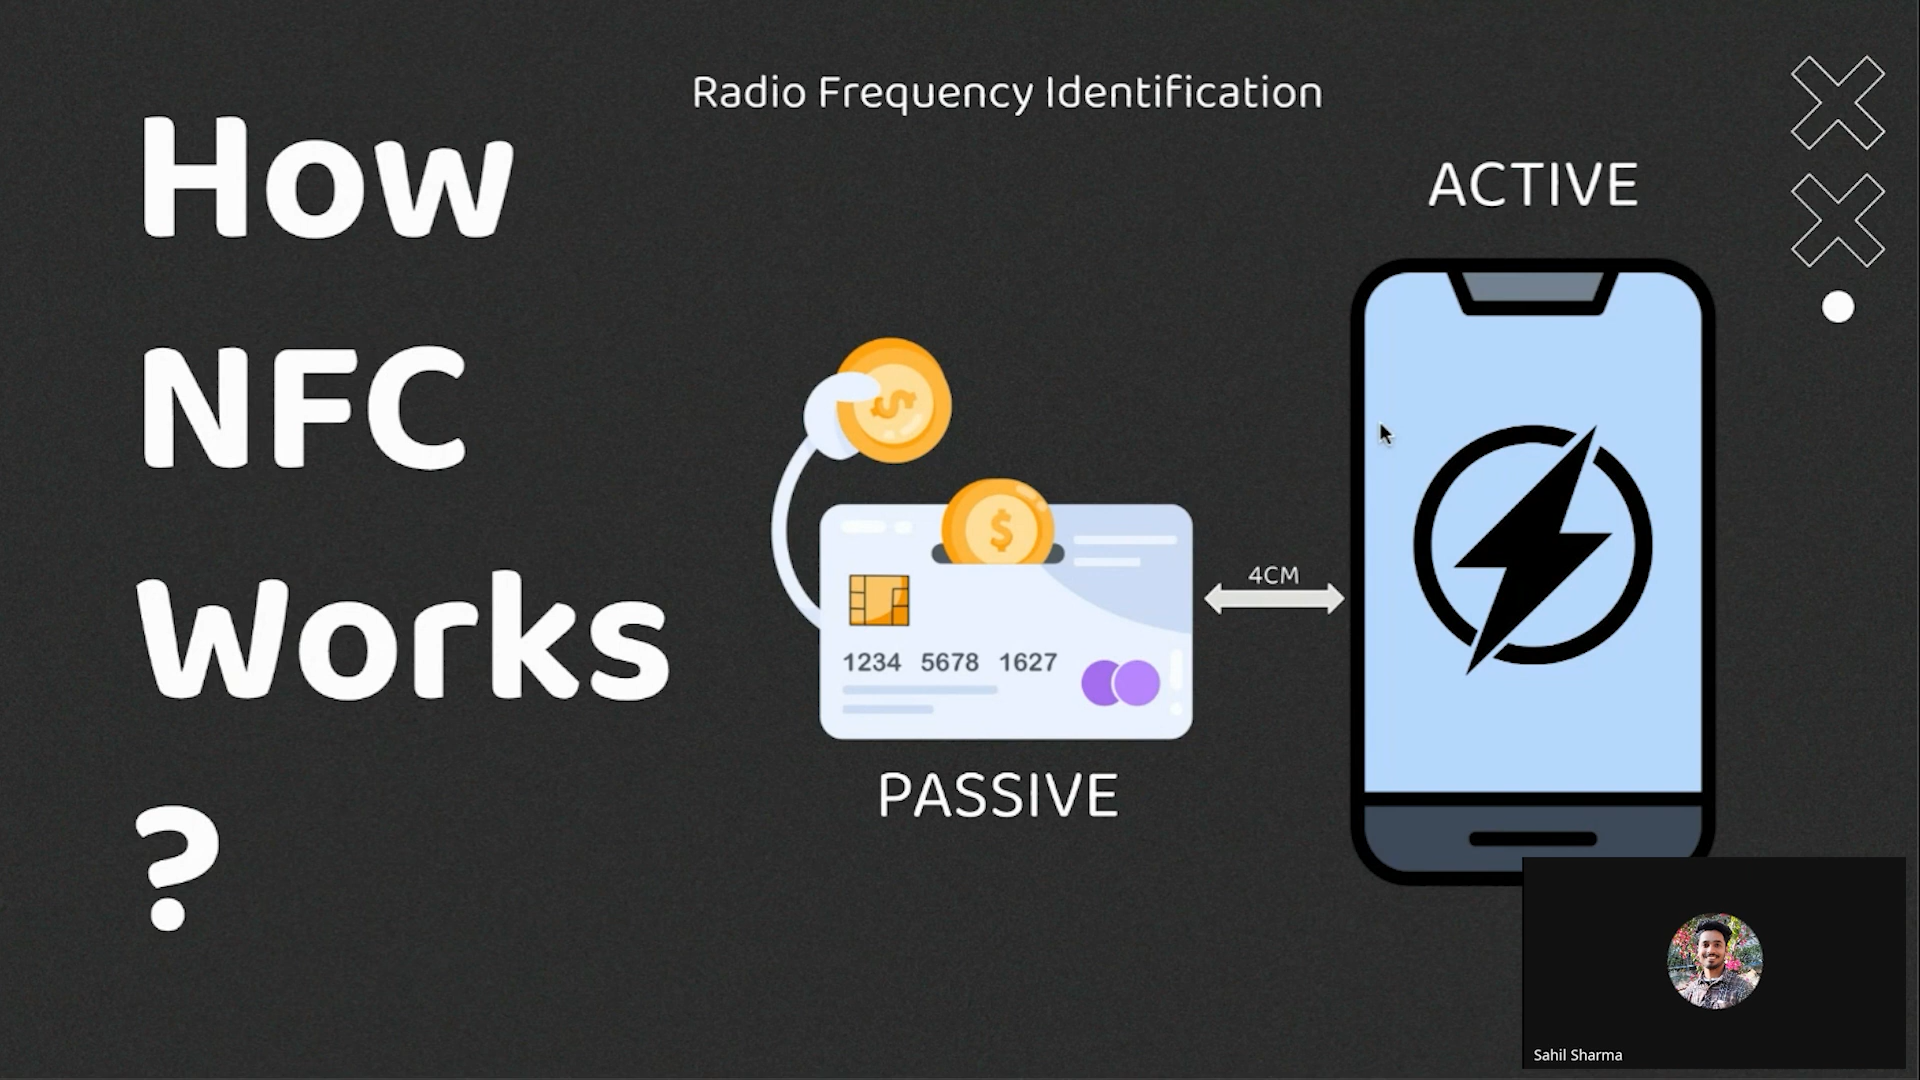 How
NFC
Works
?
Radio Frequency Identification
ACTIVE
$
$
4CM
1234 5678 1627
PASSIVE
Sahil Sharma